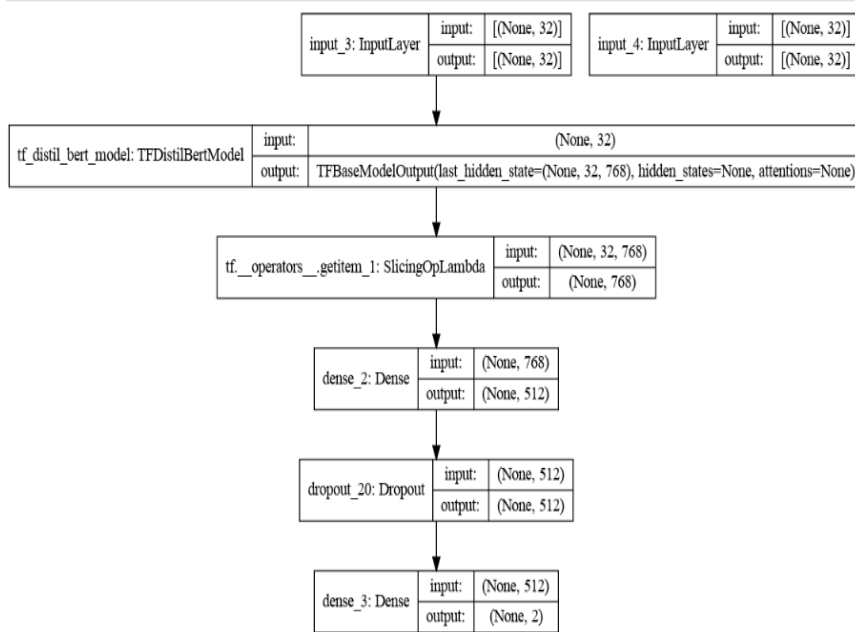 input_3: InputLayer
input: [(None, 32)]
output: [(None, 32)]
input_4: InputLayer
input: [(None, 32)]
output: [(None, 32)]
tf_distil_bert_model: TFDistilBertModel
input: (None, 32)
output: TFBaseModelOutput(last_hidden_state=(None, 32, 768), hidden_states=None, attentions=None)
tf.__operators__.getitem_1: SlicingOpLambda
input: (None, 32, 768)
output: (None, 768)
dense_2: Dense
input: (None, 768)
output: (None, 512)
dropout_20: Dropout
input: (None, 512)
output: (None, 512)
dense_3: Dense
input: (None, 512)
output: (None, 2)